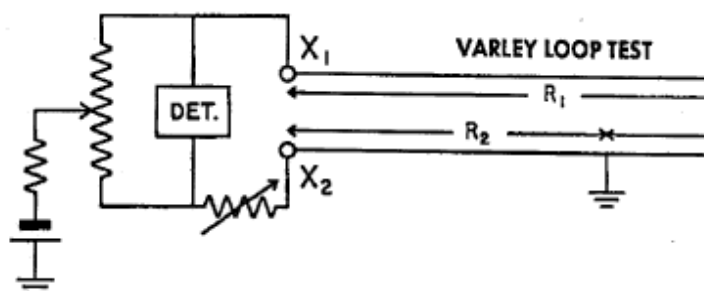 X₁
VARLEY LOOP TEST
R₁
DET.
R₂
X₂